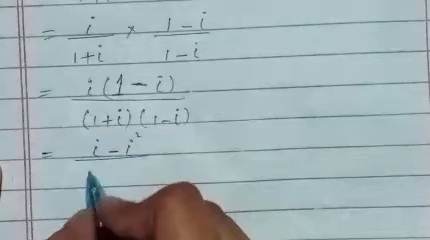 = i/1+i × 1-i/1-i
= i(1-i)/(1+i)(1-i)
= i-i²/